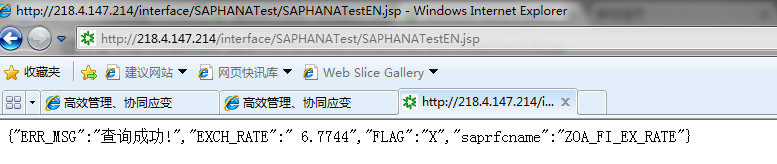 http://218.4.147.214/interface/SAPHANATest/SAPHANATestEN.jsp - Windows Internet Explorer
http://218.4.147.214/interface/SAPHANATest/SAPHANATestEN.jsp
收藏夹 建议网站 网页快讯库 Web Slice Gallery
高效管理、协同应变 高效管理、协同应变 http://218.4.147.214/i... x
{"ERR_MSG":"查询成功!","EXCH_RATE":" 6.7744","FLAG":"X","saprfcname":"ZOA_FI_EX_RATE"}